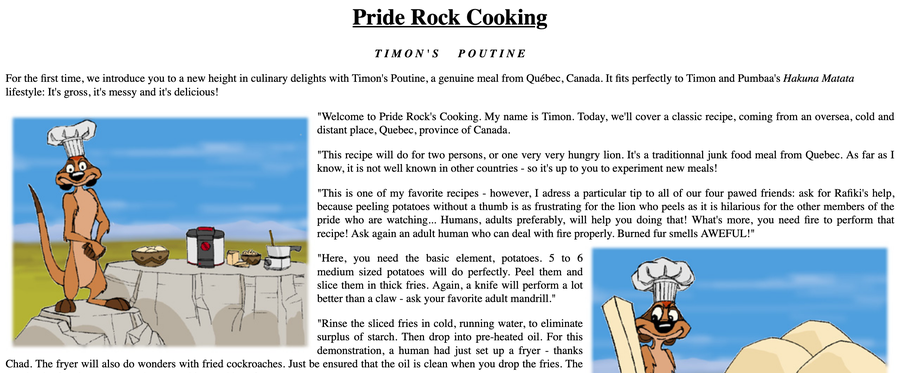 Pride Rock Cooking
TIMON'S POUTINE
For the first time, we introduce you to a new height in culinary delights with Timon's Poutine, a genuine meal from Québec, Canada. It fits perfectly to Timon and Pumbaa's Hakuna Matata
lifestyle: It's gross, it's messy and it's delicious!
"Welcome to Pride Rock's Cooking. My name is Timon. Today, we'll cover a classic recipe, coming from an oversea, cold and
distant place, Quebec, province of Canada.
"This recipe will do for two persons, or one very very hungry lion. It's a traditionnal junk food meal from Quebec. As far as I
know, it is not well known in other countries - so it's up to you to experiment new meals!
"This is one of my favorite recipes - however, I adress a particular tip to all of our four pawed friends: ask for Rafiki's help,
because peeling potatoes without a thumb is as frustrating for the lion who peels as it is hilarious for the other members of the
pride who are watching... Humans, adults preferably, will help you doing that! What's more, you need fire to perform that
recipe! Ask again an adult human who can deal with fire properly. Burned fur smells AWEFUL!"
"Here, you need the basic element, potatoes. 5 to 6
medium sized potatoes will do perfectly. Peel them and
slice them in thick fries. Again, a knife will perform a lot
better than a claw - ask your favorite adult mandrill."
"Rinse the sliced fries in cold, running water, to eliminate
surplus of starch. Then drop into pre-heated oil. For this
demonstration, a human had just set up a fryer - thanks
Chad. The fryer will also do wonders with fried cockroaches. Just be ensured that the oil is clean when you drop the fries. The